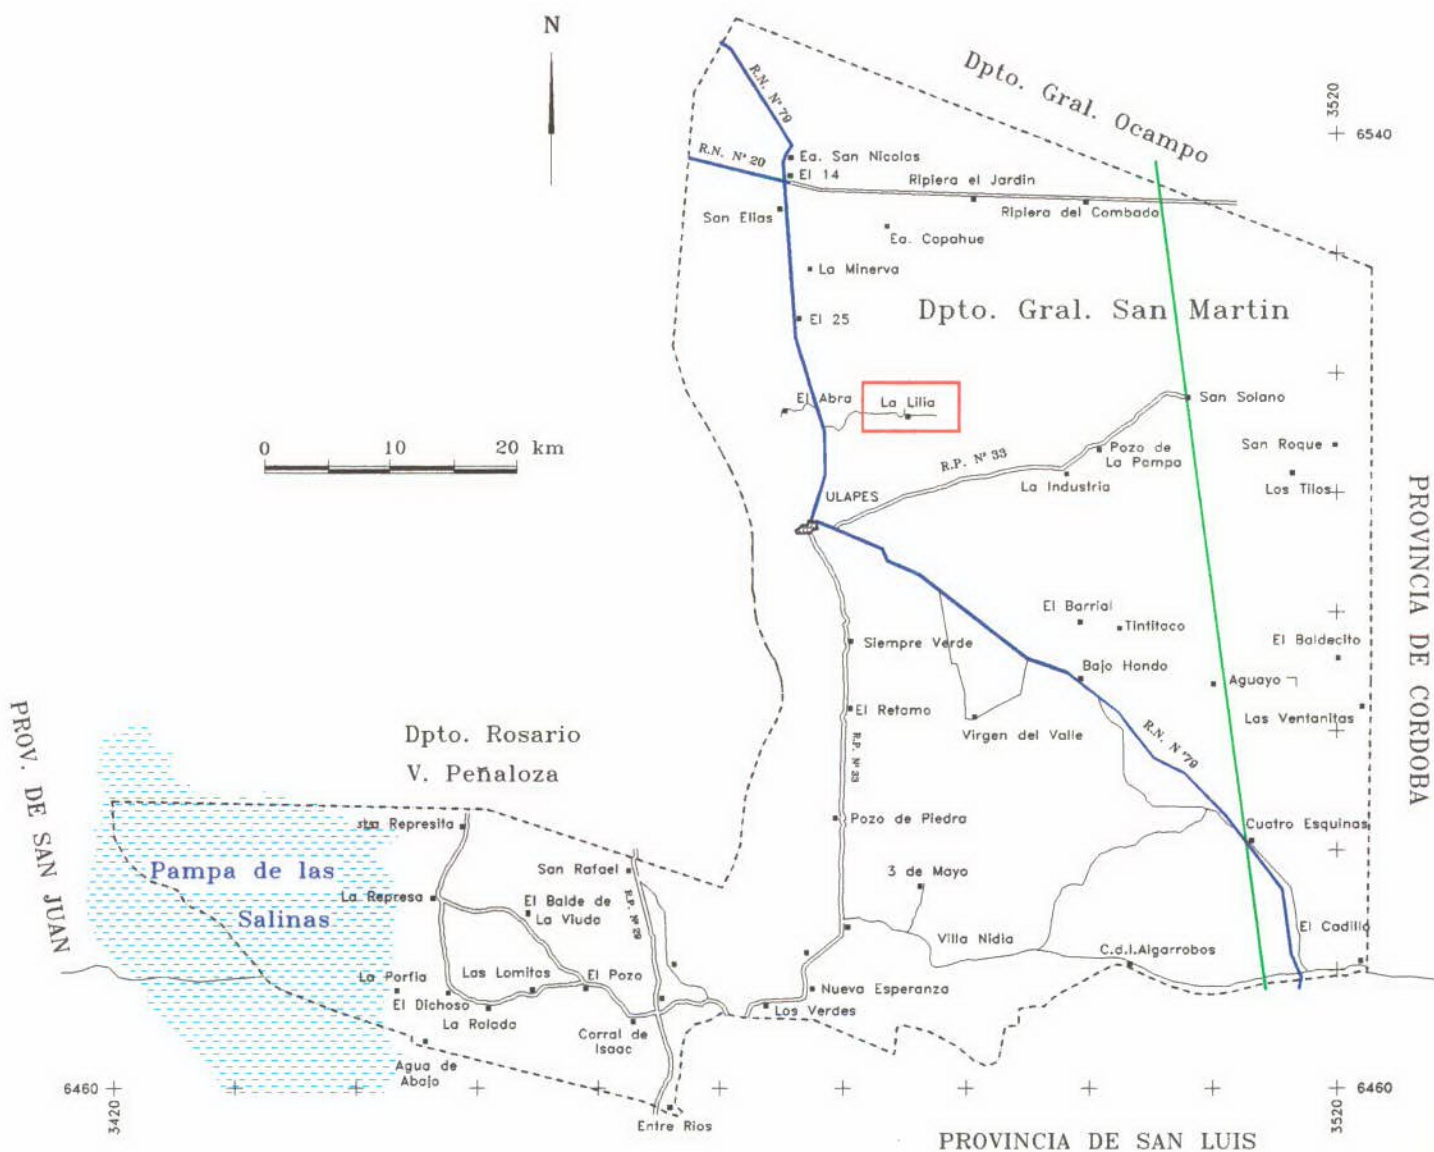 N
Dpto. Gral. Ocampo
3520
6540
R.N. Nº 79
R.N. Nº 20
Ea. San Nicolas
El 14
Ripiera el Jardin
Ripiera del Combado
San Elias
Ea. Copahue
La Minerva
Dpto. Gral. San Martin
El 25
El Abra
La Lilia
San Solano
0 10 20 km
R.P. Nº 33
Pozo de
La Pampa
San Roque
La Industria
Los Tilos
ULAPES
PROVINCIA DE CORDOBA
El Barrial
Tintitaco
Siempre Verde
El Baldecito
Bajo Hondo
Aguayo
El Retamo
Las Ventanitas
Virgen del Valle
R.N. Nº79
R.P. Nº 33
PROV. DE SAN JUAN
Dpto. Rosario
V. Peñaloza
La Represita
Pozo de Piedra
Cuatro Esquinas
Pampa de las
Salinas
San Rafael
3 de Mayo
La Represa
El Balde de
La Viuda
R.P. Nº29
Villa Nidia
El Cadillo
C.d.l.Algarrobos
La Porfia
Las Lomitas
El Pozo
El Dichoso
Nueva Esperanza
La Rolada
Los Verdes
Corral de
Isaac
Agua de
Abajo
6460
3420
Entre Rios
6460
3520
PROVINCIA DE SAN LUIS